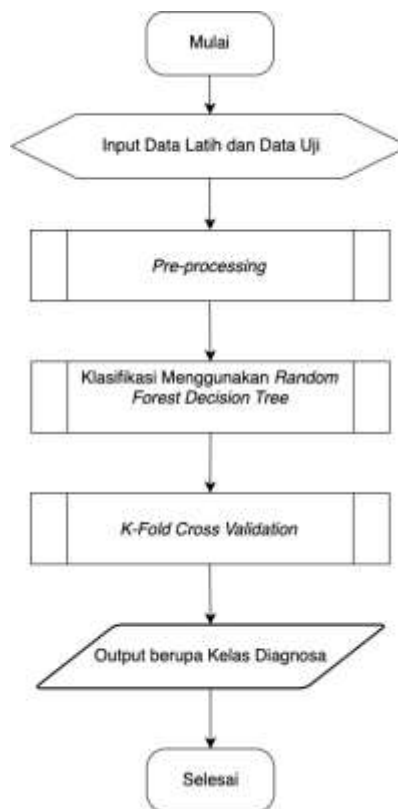 Mulai
Input Data Latih dan Data Uji
Pre-processing
Klasifikasi Menggunakan Random
Forest Decision Tree
K-Fold Cross Validation
Output berupa Kelas Diagnosa
Selesai